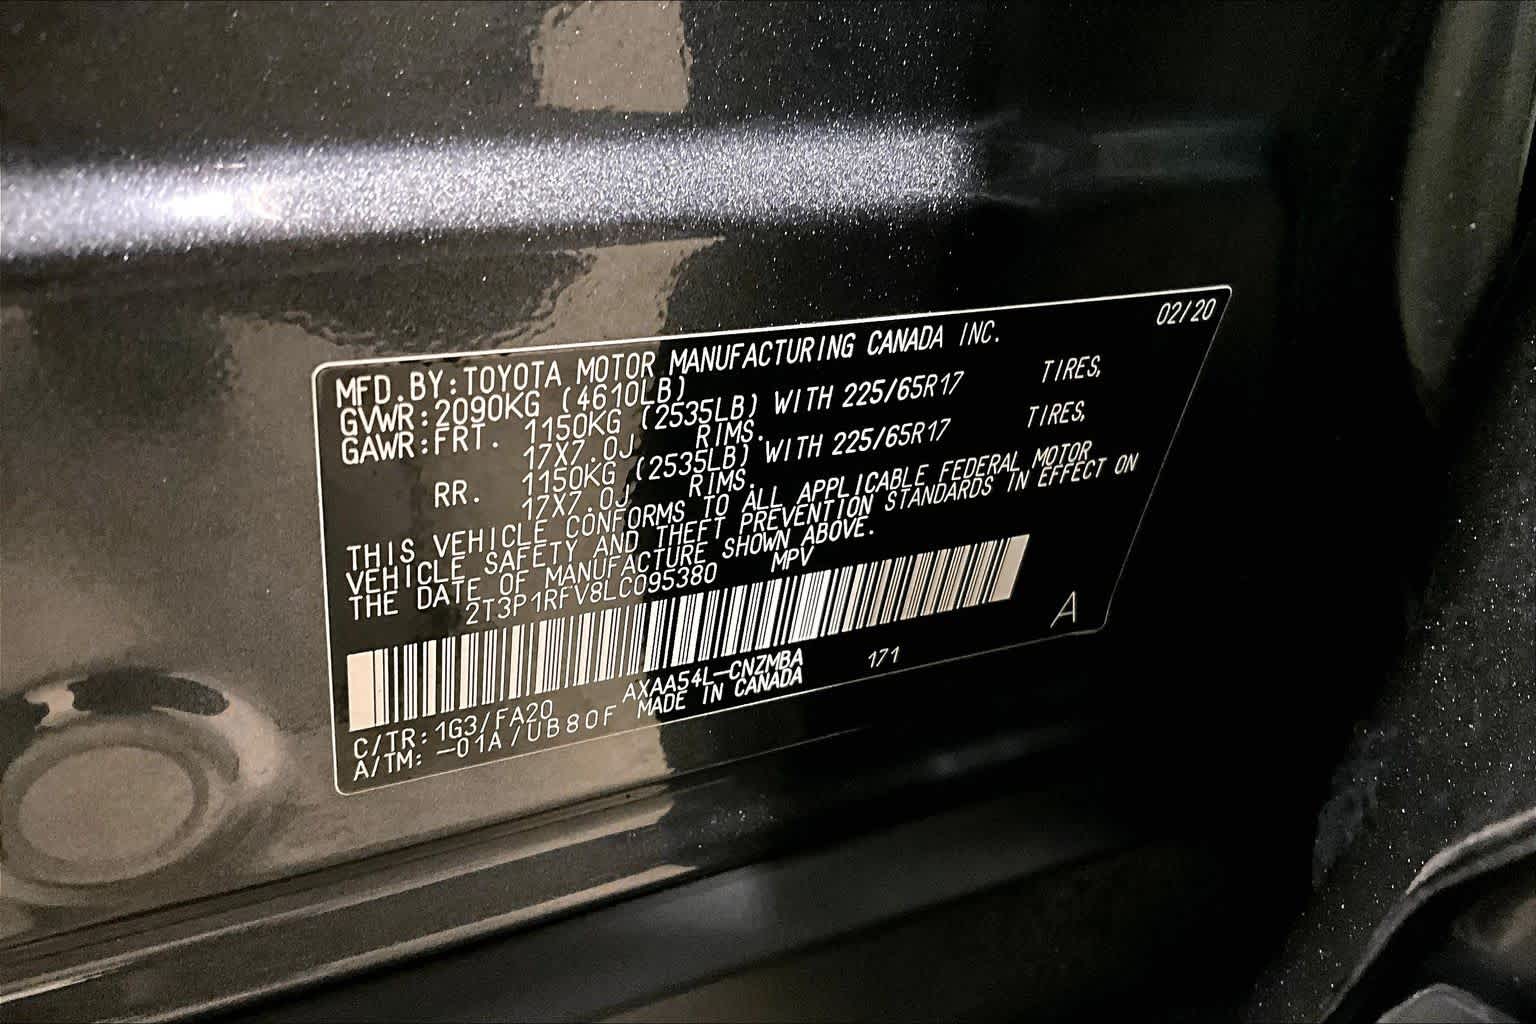 02/20
MFD.BY:TOYOTA MOTOR MANUFACTURING CANADA INC.
GVWR:2090KG (4610LB)
GAWR:FRT. 1150KG (2535LB) WITH 225/65R17 TIRES,
17X7.0J RIMS.
RR. 1150KG (2535LB) WITH 225/65R17 TIRES,
17X7.0J RIMS.
THIS VEHICLE CONFORMS TO ALL APPLICABLE FEDERAL MOTOR
VEHICLE SAFETY AND THEFT PREVENTION STANDARDS IN EFFECT ON
THE DATE OF MANUFACTURE SHOWN ABOVE.
2T3P1RFV8LC095380 MPV
A
AXAA54L-CNZMBA 171
C/TR:1G3/FA20 MADE IN CANADA
A/TM:-01A/UB80F